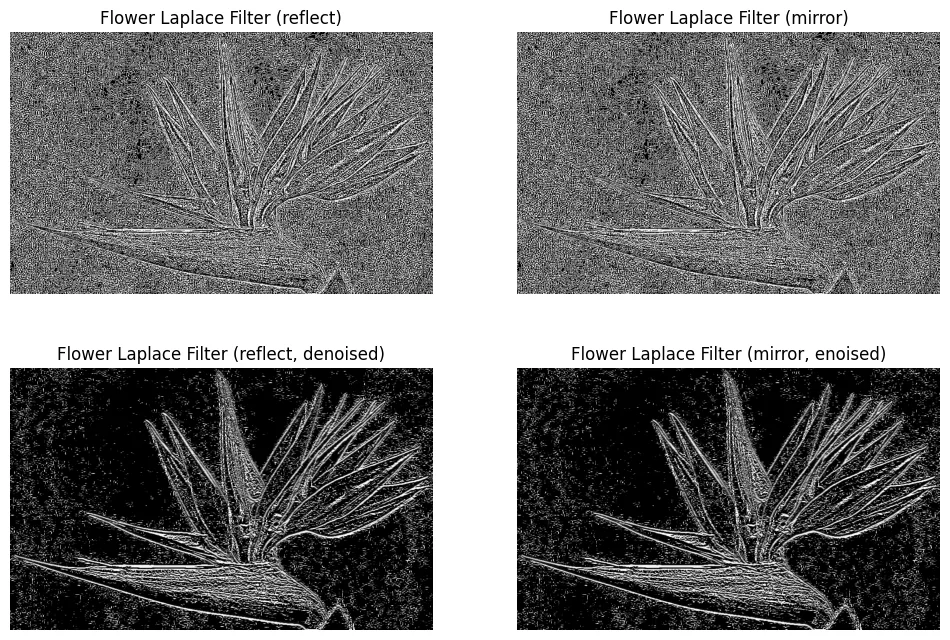 Flower Laplace Filter (reflect)
Flower Laplace Filter (mirror)
Flower Laplace Filter (reflect, denoised)
Flower Laplace Filter (mirror, enoised)